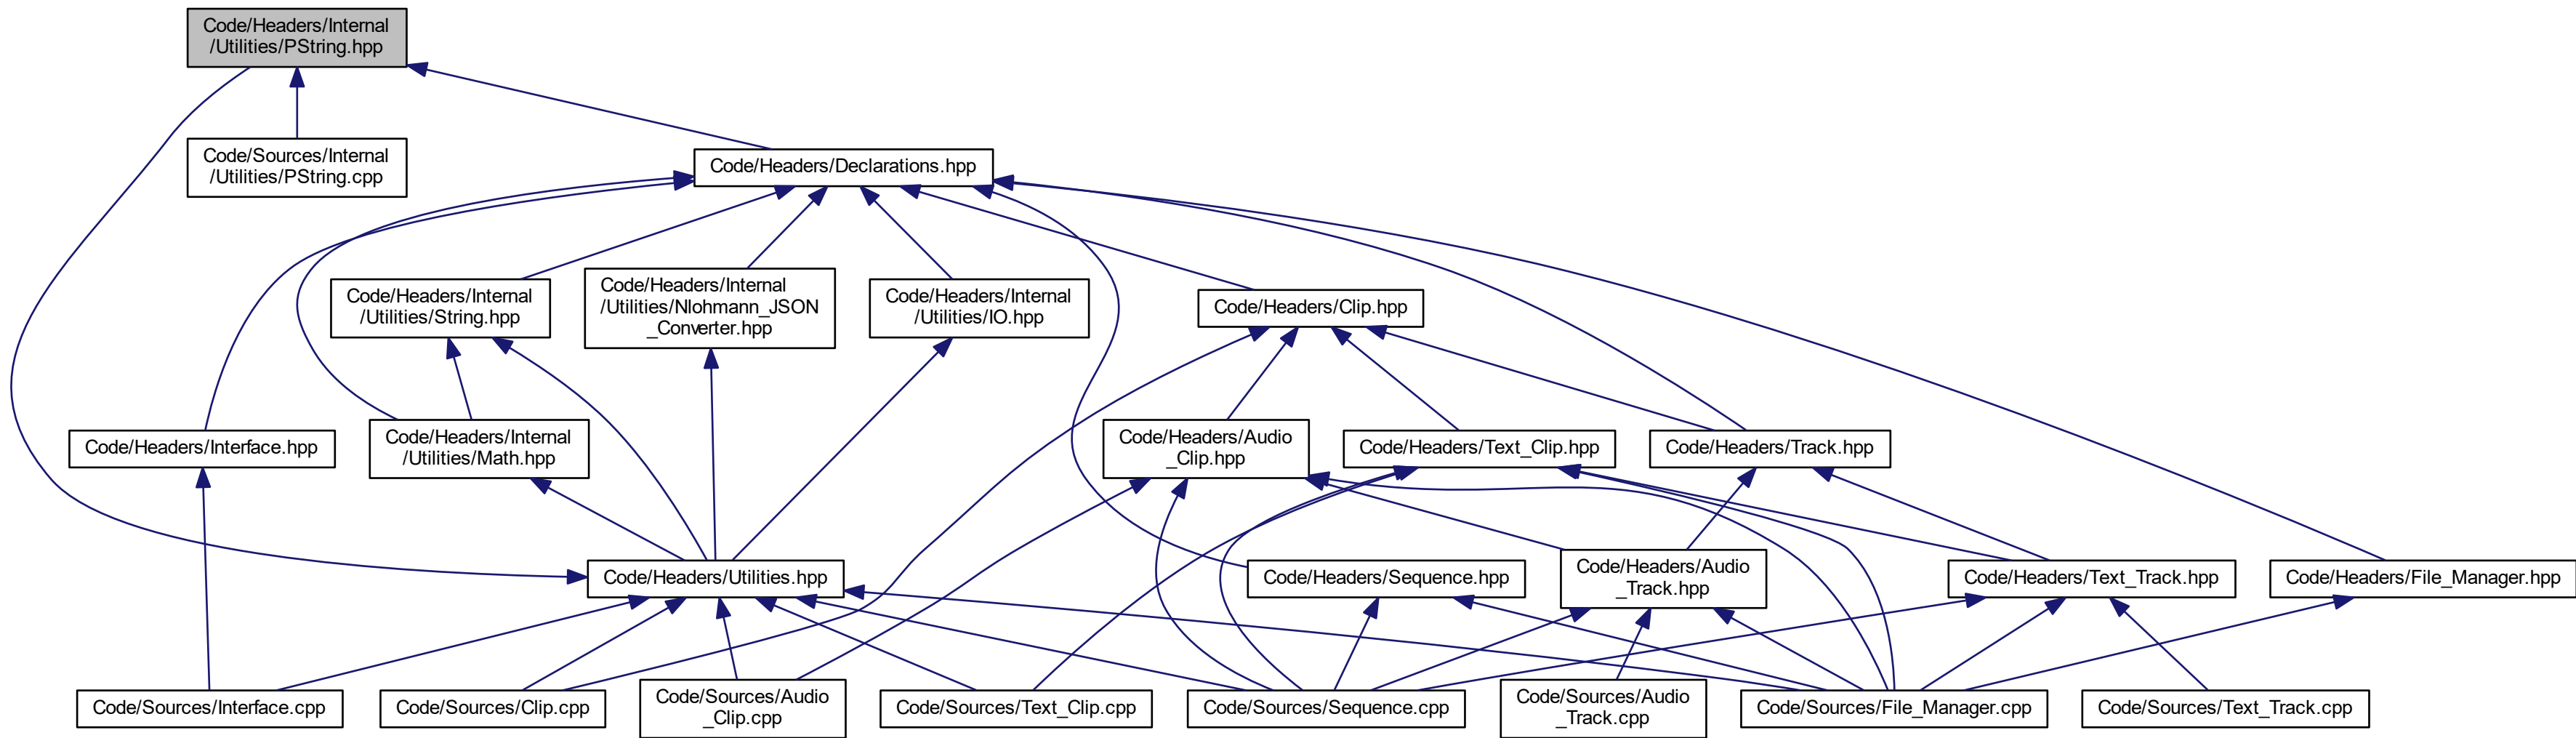 Code/Headers/Internal
/Utilities/PString.hpp
Code/Sources/Internal
/Utilities/PString.cpp
Code/Headers/Declarations.hpp
Code/Headers/Internal
/Utilities/String.hpp
Code/Headers/Internal
/Utilities/Nlohmann_JSON
_Converter.hpp
Code/Headers/Internal
/Utilities/IO.hpp
Code/Headers/Clip.hpp
Code/Headers/Interface.hpp
Code/Headers/Internal
/Utilities/Math.hpp
Code/Headers/Audio
_Clip.hpp
Code/Headers/Text_Clip.hpp
Code/Headers/Track.hpp
Code/Headers/Utilities.hpp
Code/Headers/Sequence.hpp
Code/Headers/Audio
_Track.hpp
Code/Headers/Text_Track.hpp
Code/Headers/File_Manager.hpp
Code/Sources/Interface.cpp
Code/Sources/Clip.cpp
Code/Sources/Audio
_Clip.cpp
Code/Sources/Text_Clip.cpp
Code/Sources/Sequence.cpp
Code/Sources/Audio
_Track.cpp
Code/Sources/File_Manager.cpp
Code/Sources/Text_Track.cpp